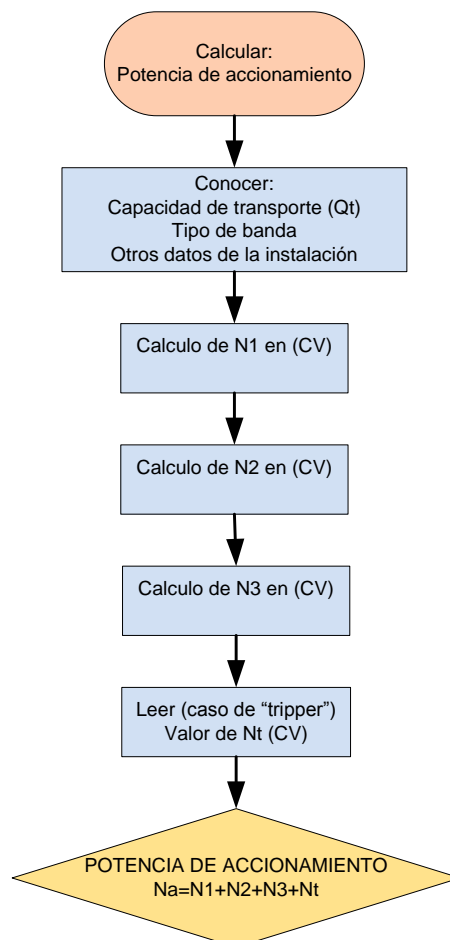 Calcular:
Potencia de accionamiento
Conocer:
Capacidad de transporte (Qt)
Tipo de banda
Otros datos de la instalación
Calculo de N1 en (CV)
Calculo de N2 en (CV)
Calculo de N3 en (CV)
Leer (caso de “tripper”)
Valor de Nt (CV)
POTENCIA DE ACCIONAMIENTO
Na=N1+N2+N3+Nt